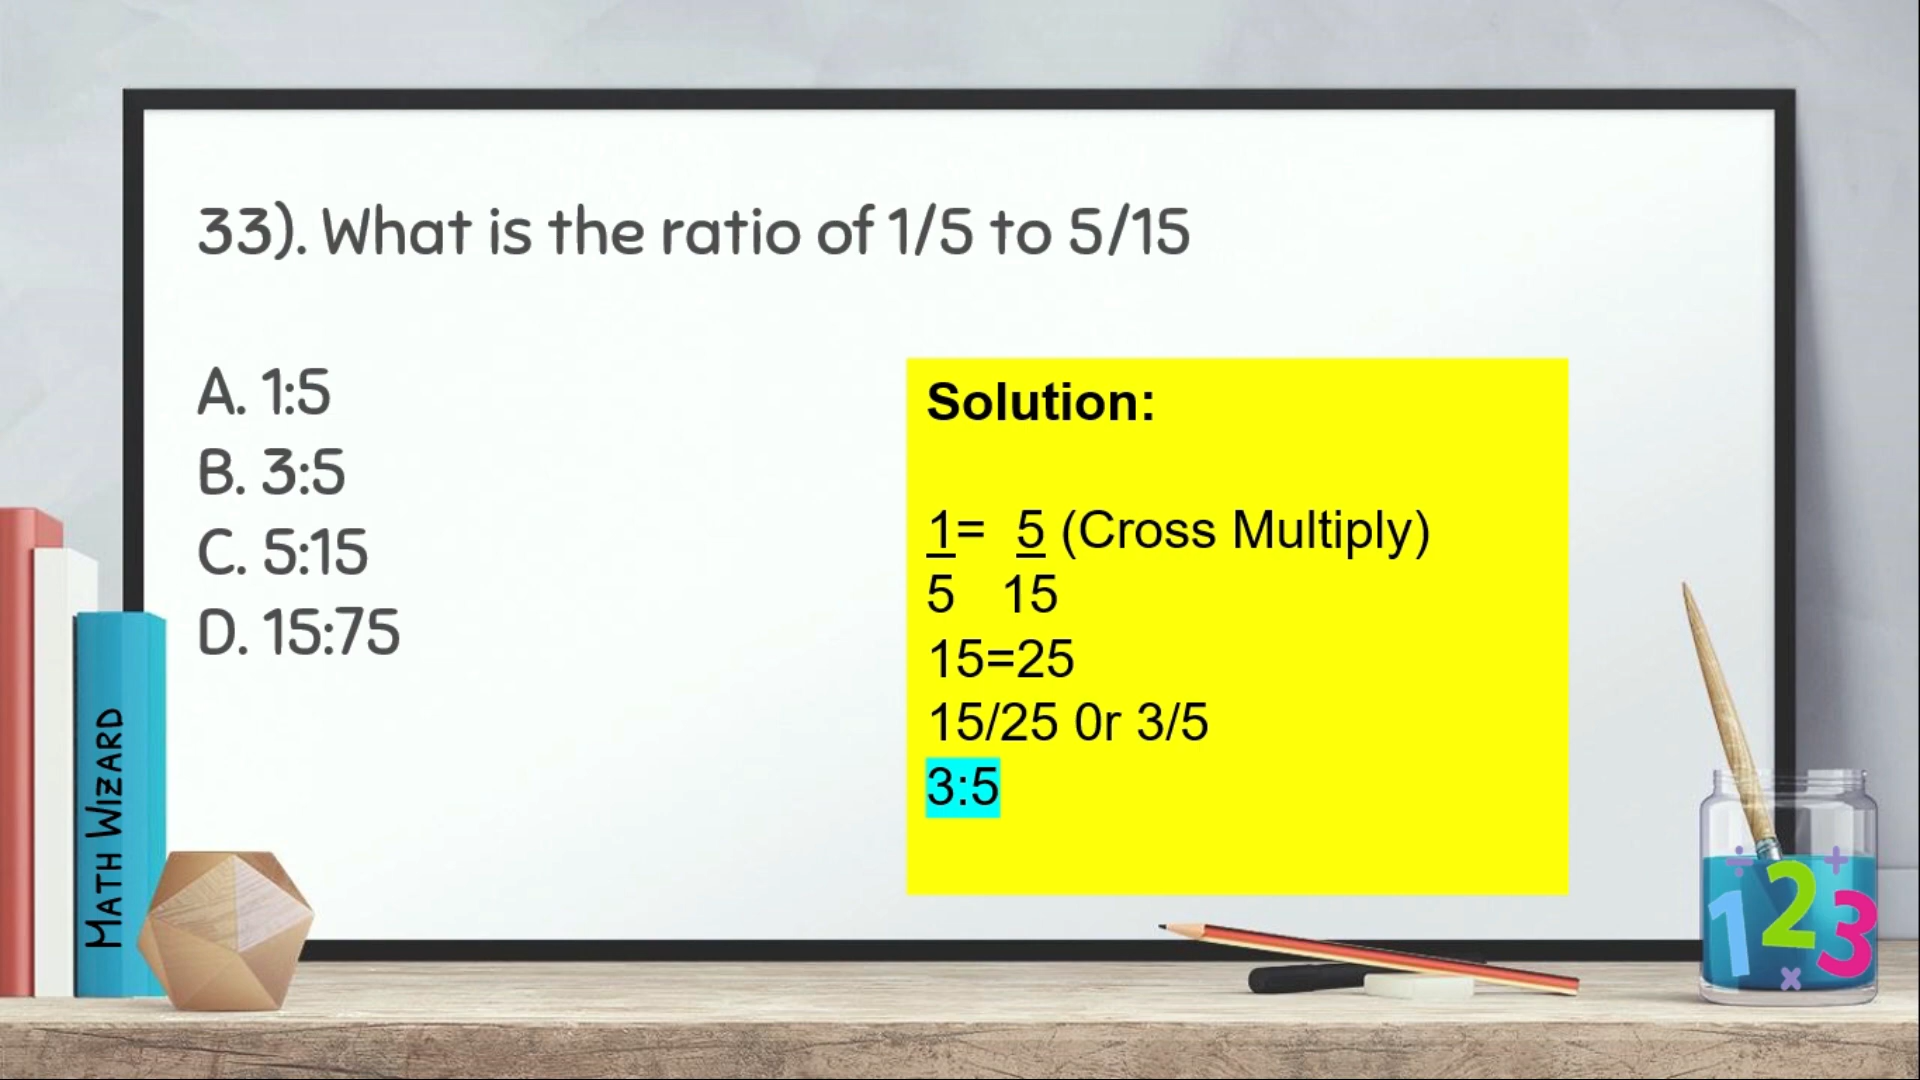 33). What is the ratio of 1/5 to 5/15
A. 1:5
B. 3:5
C. 5:15
D. 15:75
Solution:
1= 5 (Cross Multiply)
5 15
15=25
15/25 0r 3/5
3:5
MATH WIZARD
÷ +
123
x